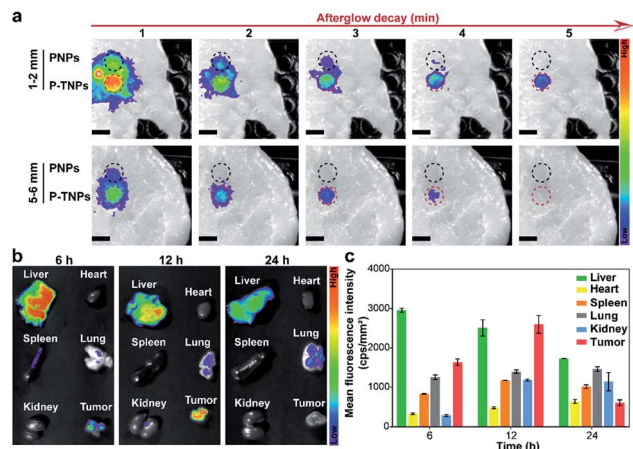 a
Afterglow decay (min)
1 2 3 4 5
1-2 mm
PNPs
P-TNPs
High
5-6 mm
PNPs
P-TNPs
Low
b
6 h 12 h 24 h
Liver Heart Liver Heart Liver Heart
High
Spleen Lung Spleen Lung Spleen Lung
Kidney Tumor Kidney Tumor Kidney Tumor
Low
c
Mean fluorescence intensity
(cps/mm²)
4000
3000
2000
1000
0
Liver
Heart
Spleen
Lung
Kidney
Tumor
6 12 24
Time (h)